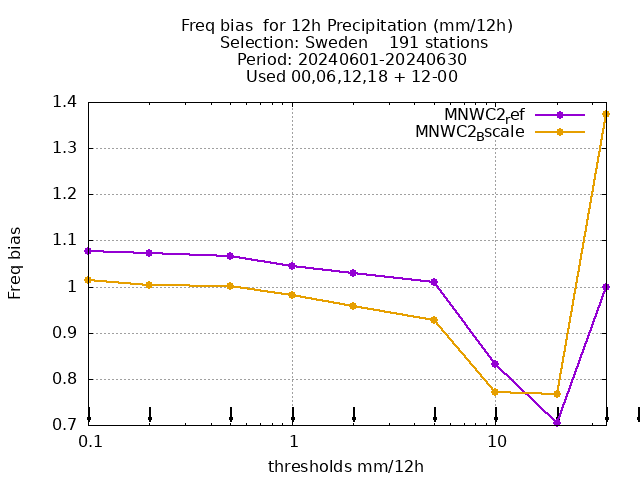 Freq bias  for 12h Precipitation (mm/12h)
Selection: Sweden    191 stations
Period: 20240601-20240630
Used 00,06,12,18 + 12-00
MNWC2ref
MNWC2Bscale
1.4
1.3
1.2
1.1
1
0.9
0.8
0.7
Freq bias
0.1 1 10
thresholds mm/12h